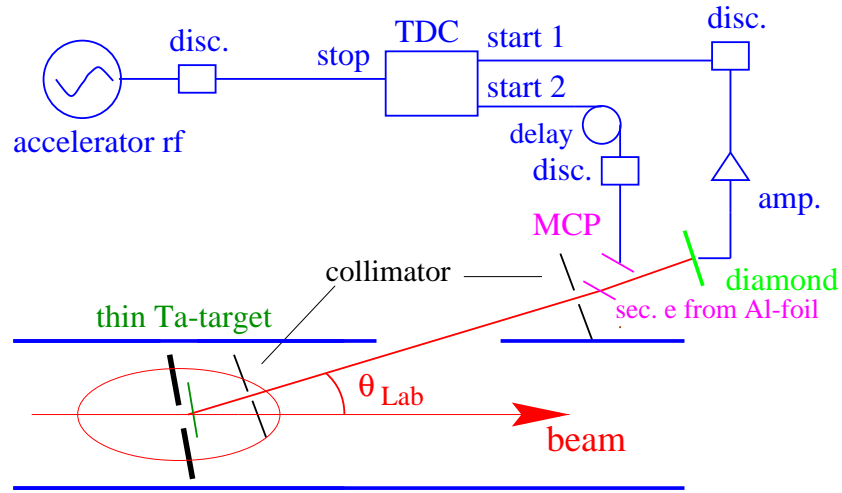 TDC
disc.
stop
start 1
disc.
start 2
accelerator rf
delay
disc.
amp.
MCP
collimator
diamond
thin Ta-target
sec. e from Al-foil
θ Lab
beam